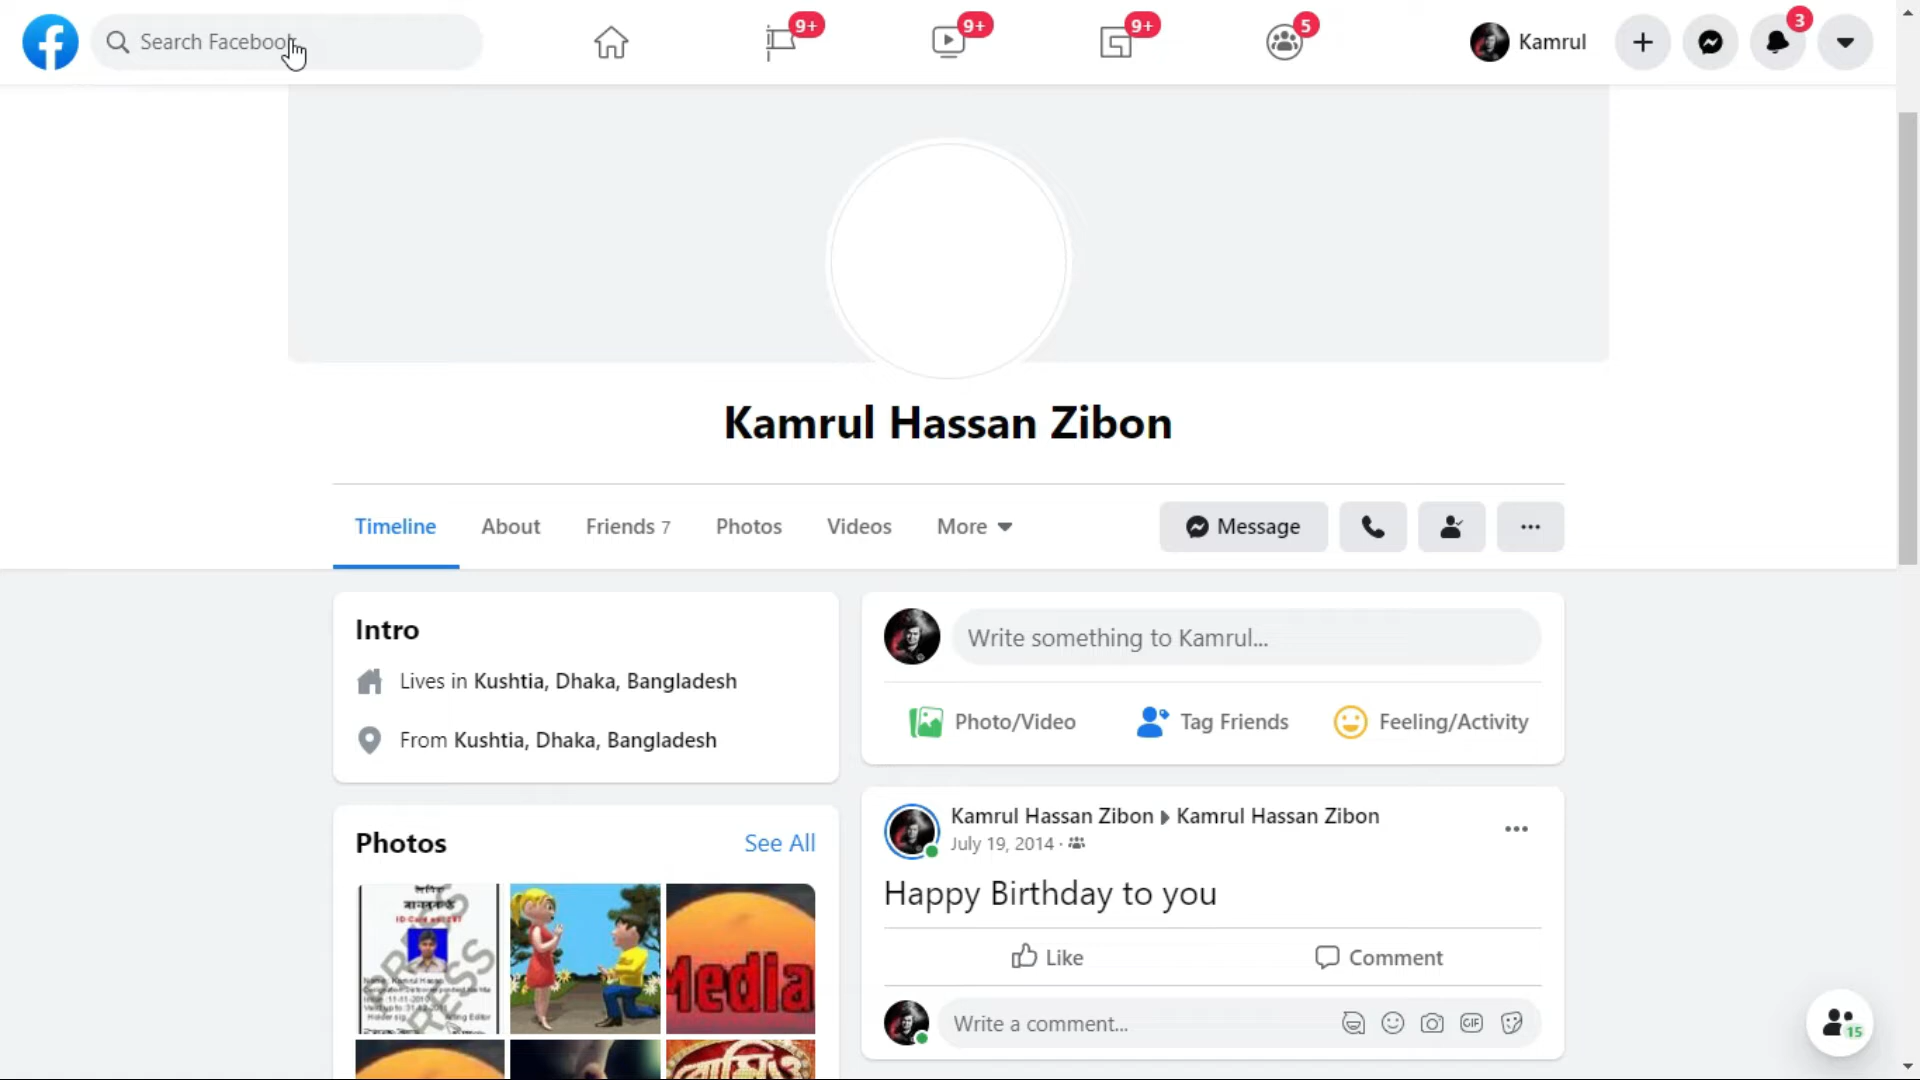 Search Facebook
9+
9+
9+
5
Kamrul
3
Kamrul Hassan Zibon
Timeline
About
Friends 7
Photos
Videos
More
Message
Intro
Lives in Kushtia, Dhaka, Bangladesh
From Kushtia, Dhaka, Bangladesh
Photos
See All
Media
PRESS
Write something to Kamrul...
Photo/Video
Tag Friends
Feeling/Activity
Kamrul Hassan Zibon ▸ Kamrul Hassan Zibon
July 19, 2014 ·
Happy Birthday to you
Like
Comment
Write a comment...
GIF
15